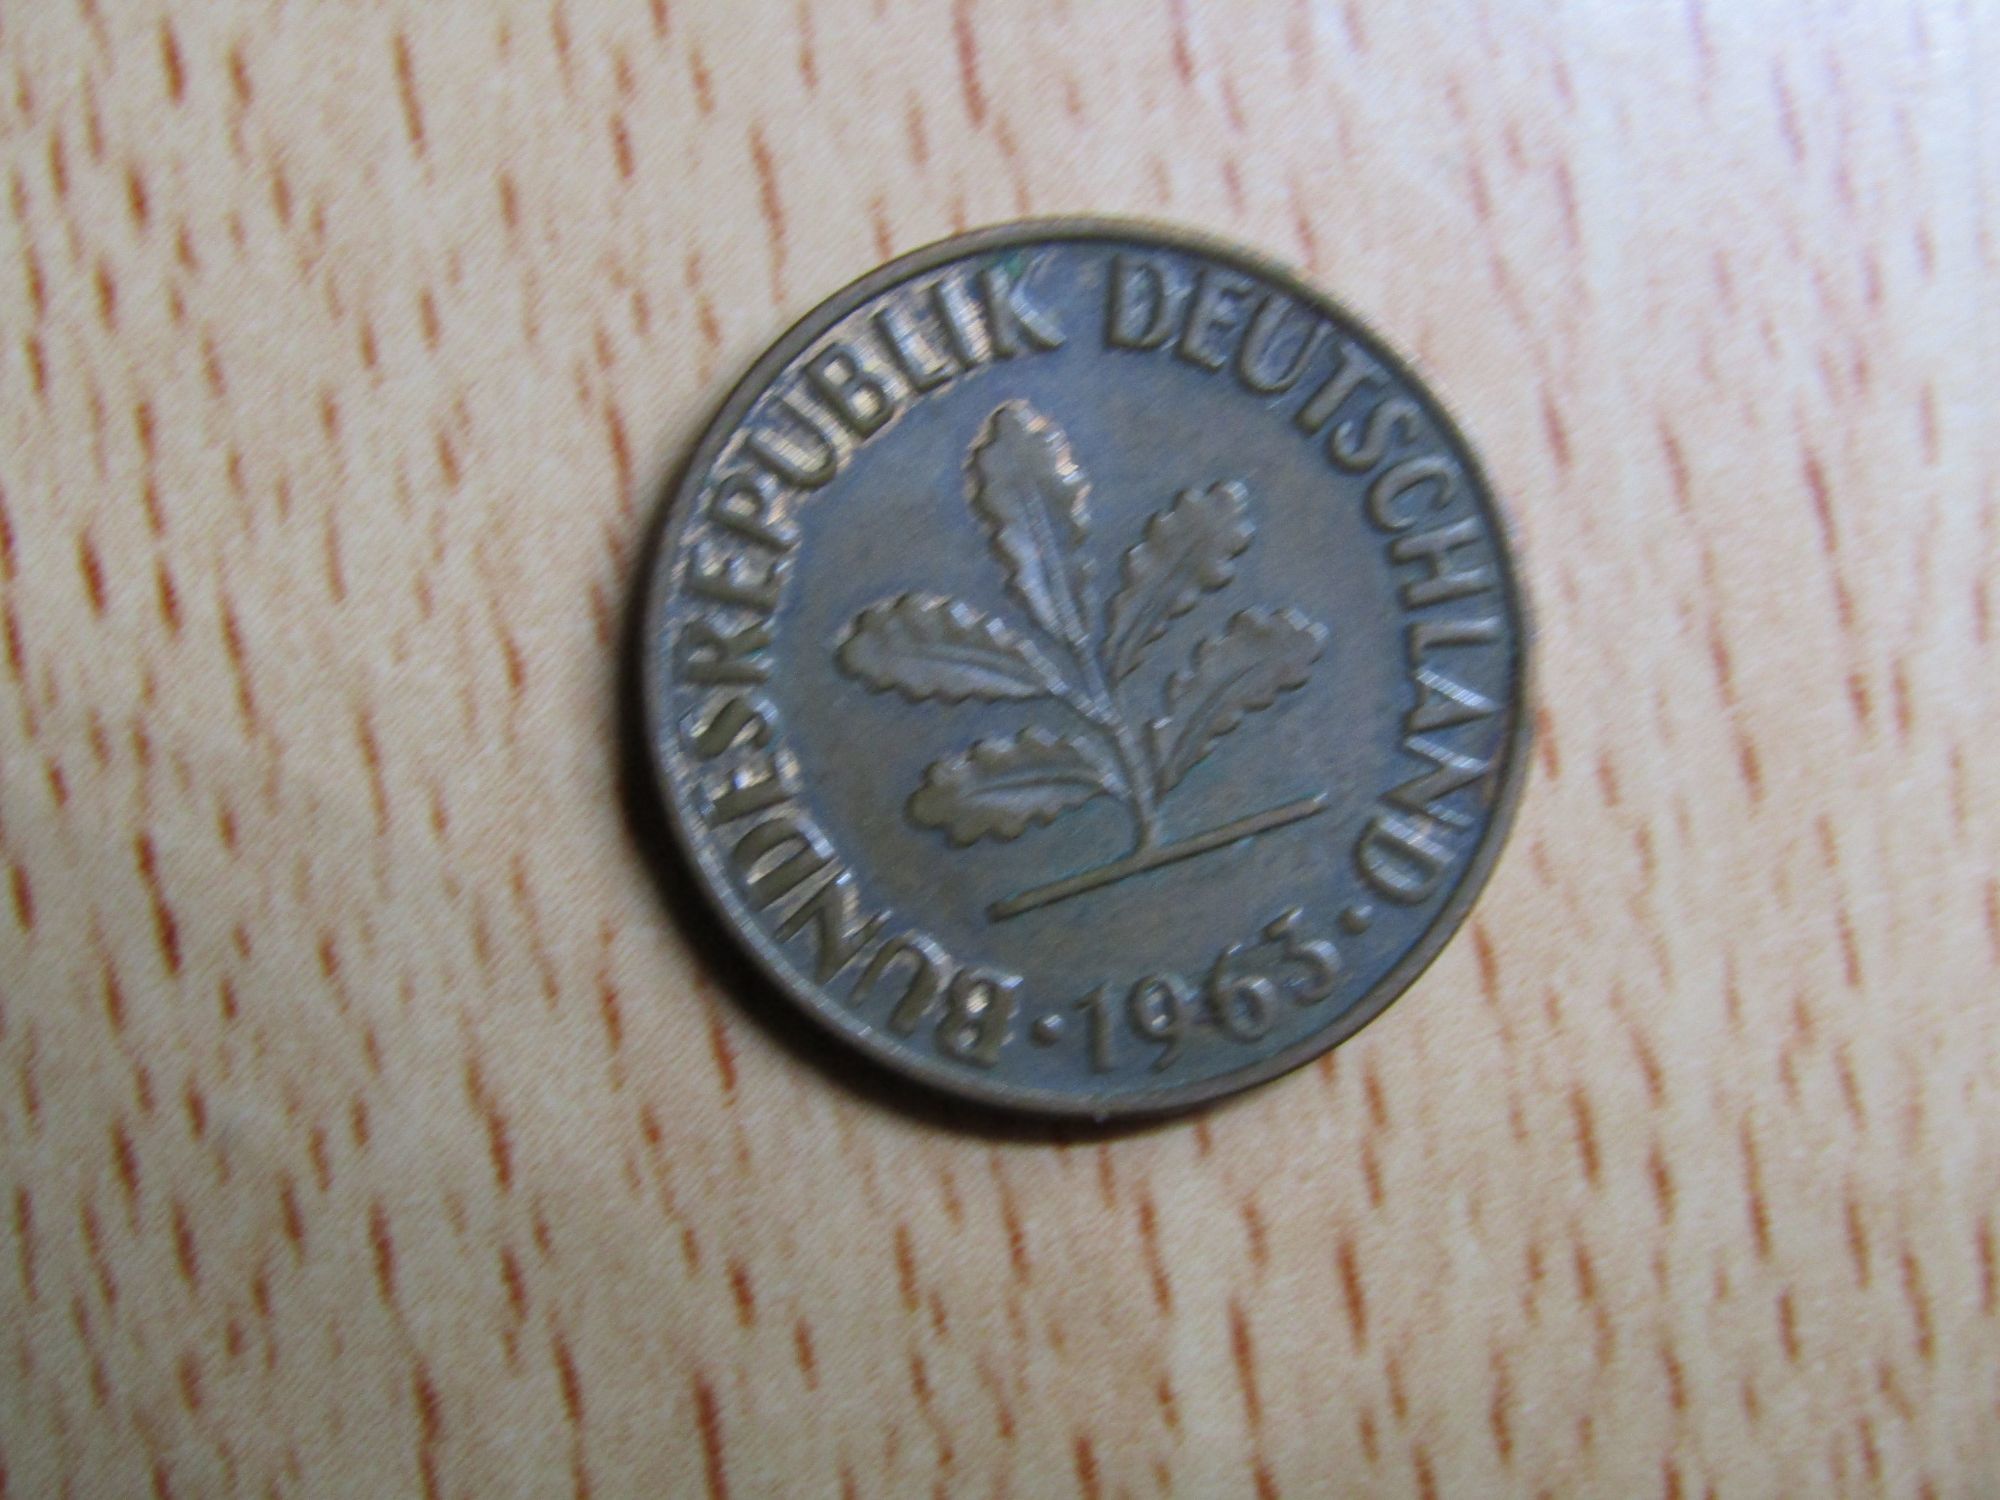 BUNDESREPUBLIK DEUTSCHLAND
· 1963 ·